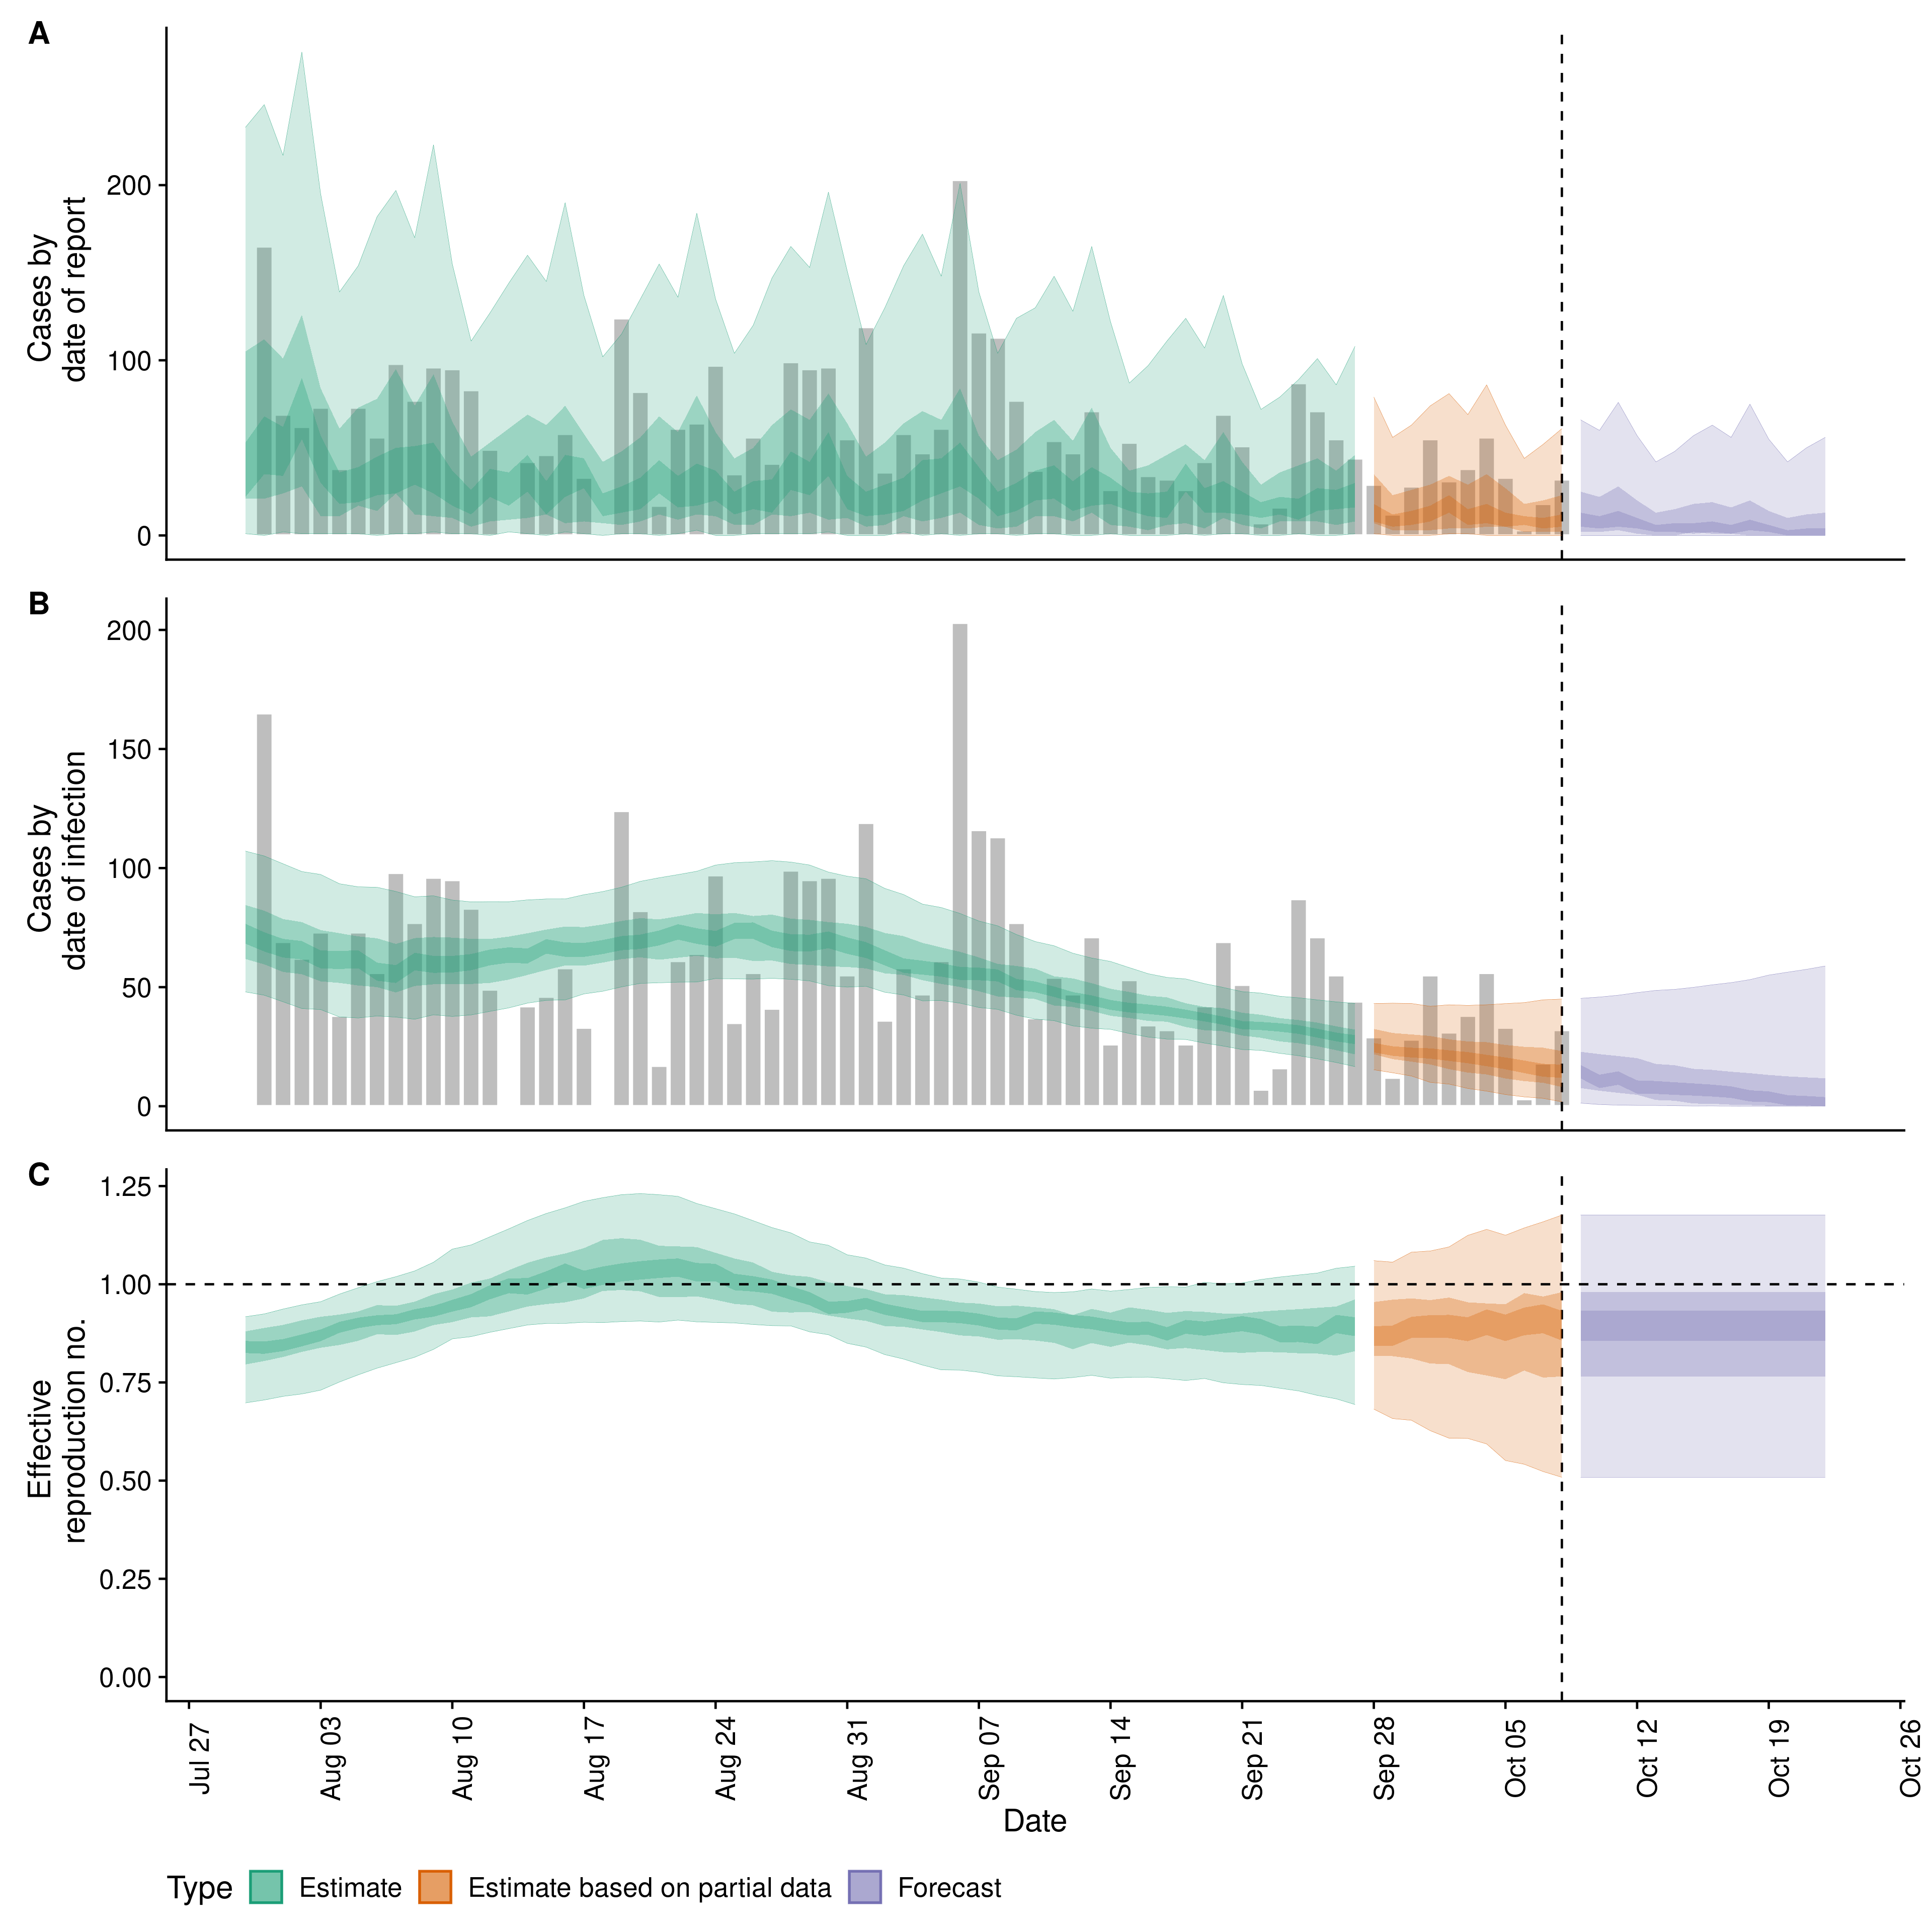 A
Cases by
date of report
200
100
0
B
Cases by
date of infection
200
150
100
50
0
C
Effective
reproduction no.
1.25
1.00
0.75
0.50
0.25
0.00
Jul 27
Aug 03
Aug 10
Aug 17
Aug 24
Aug 31
Sep 07
Sep 14
Sep 21
Sep 28
Oct 05
Oct 12
Oct 19
Oct 26
Date
Type Estimate Estimate based on partial data Forecast